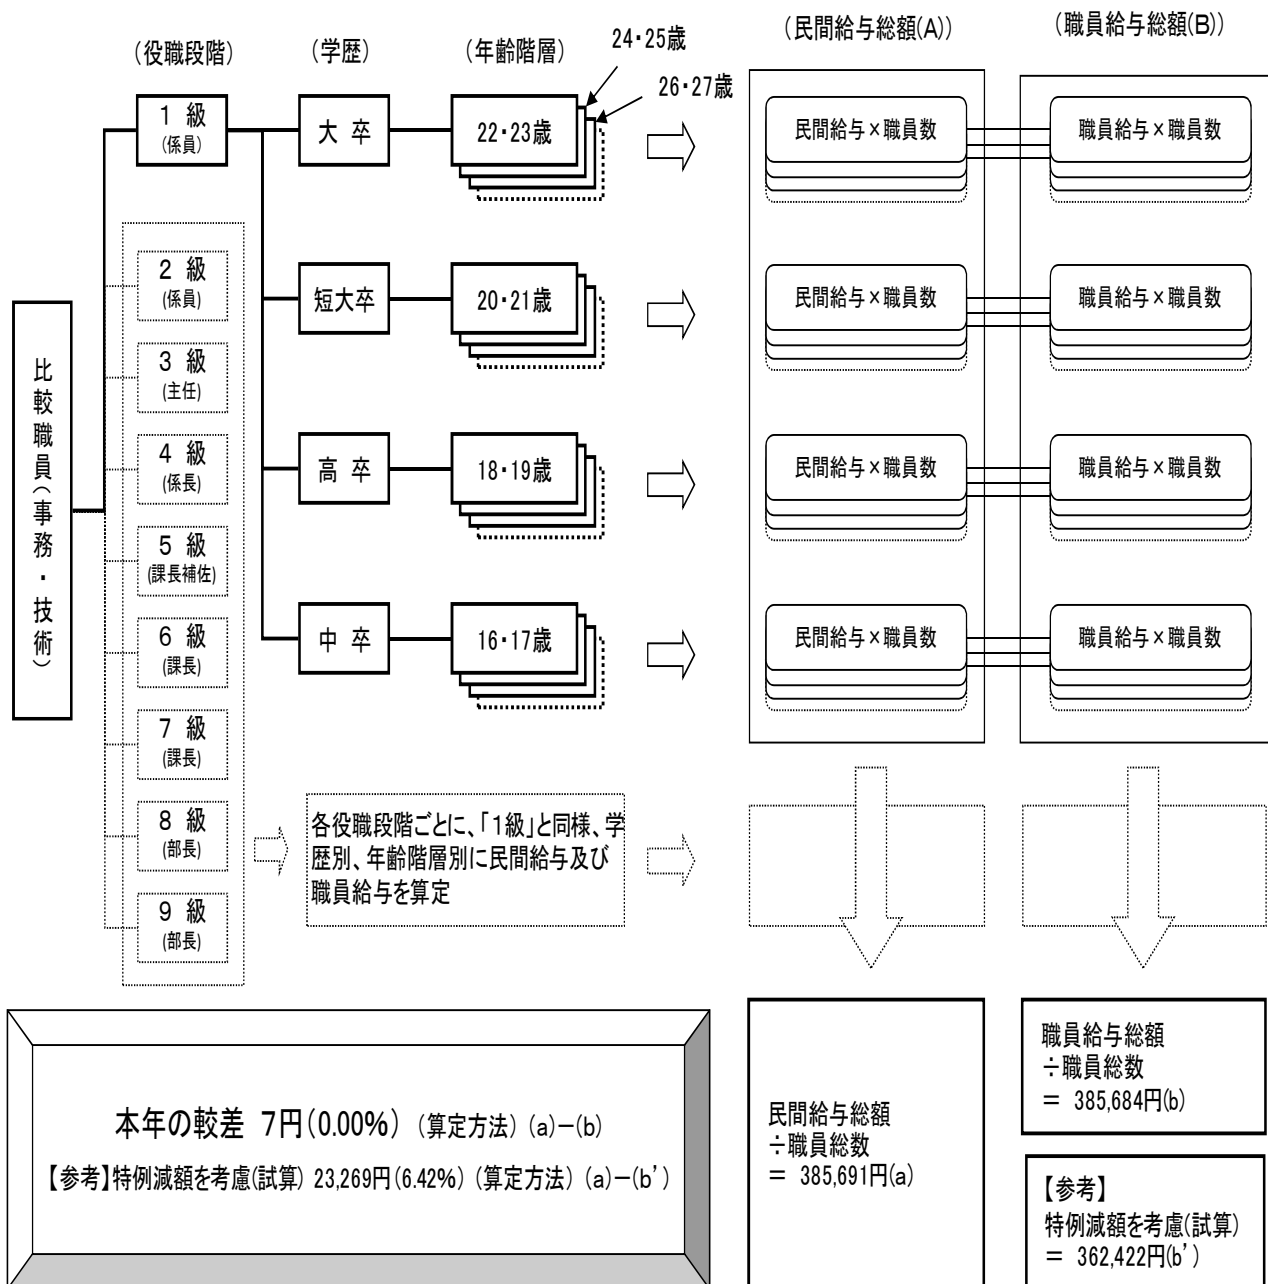 (役職段階)
(学歴)
(年齢階層)
24・25歳
26・27歳
(民間給与総額(A))
(職員給与総額(B))
比較職員(事務・技術)
1 級
(係員)
大 卒
22・23歳
民間給与×職員数
職員給与×職員数
2 級
(係員)
短大卒
20・21歳
民間給与×職員数
職員給与×職員数
3 級
(主任)
4 級
(係長)
高 卒
18・19歳
民間給与×職員数
職員給与×職員数
5 級
(課長補佐)
6 級
(課長)
中 卒
16・17歳
民間給与×職員数
職員給与×職員数
7 級
(課長)
8 級
(部長)
9 級
(部長)
各役職段階ごとに、「1級」と同様、学
歴別、年齢階層別に民間給与及び
職員給与を算定
本年の較差 7円(0.00%) (算定方法) (a)-(b)
【参考】特例減額を考慮(試算) 23,269円(6.42%) (算定方法) (a)-(b')
民間給与総額
÷職員総数
= 385,691円(a)
職員給与総額
÷職員総数
= 385,684円(b)
【参考】
特例減額を考慮(試算)
= 362,422円(b')